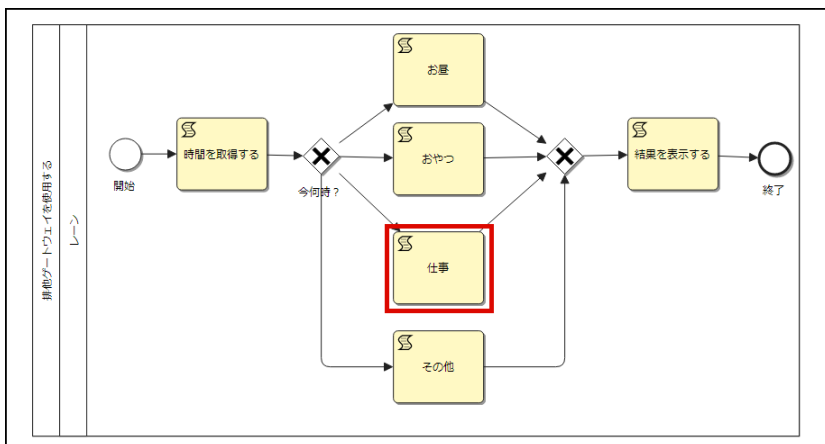 排他ゲートウェイを使用する
レーン
開始
時間を取得する
今何時？
お昼
おやつ
仕事
その他
結果を表示する
終了